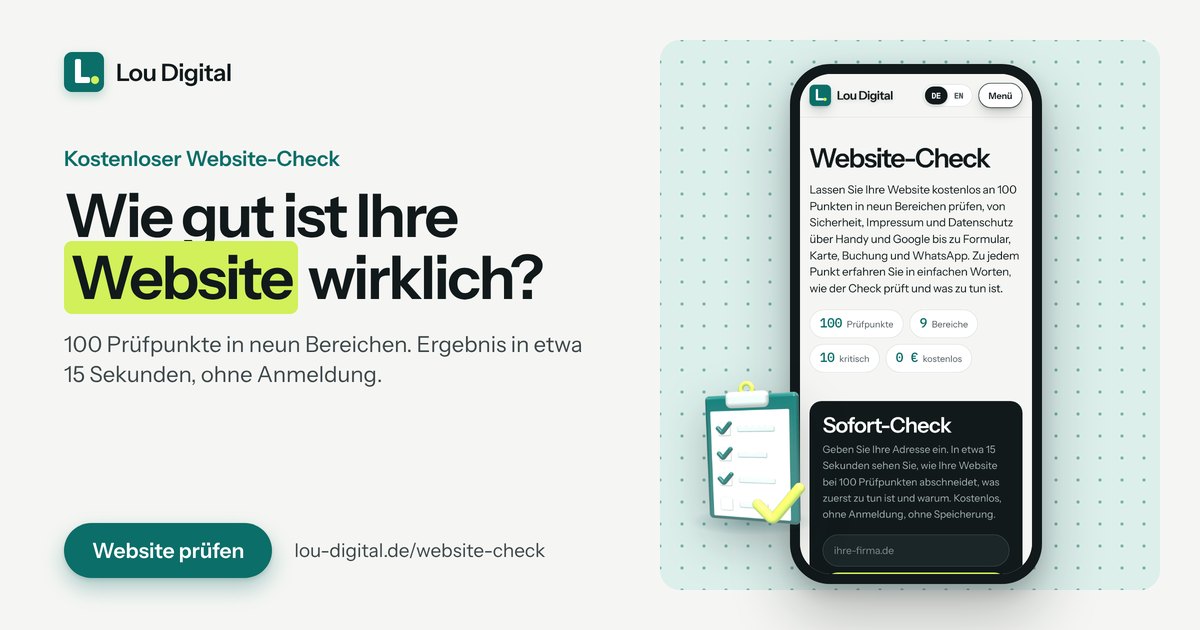 L.
Lou Digital
Kostenloser Website-Check
Wie gut ist Ihre
Website wirklich?
100 Prüfpunkte in neun Bereichen. Ergebnis in etwa
15 Sekunden, ohne Anmeldung.
Website prüfen
lou-digital.de/website-check
L.
Lou Digital
DE EN
Menü
Website-Check
Lassen Sie Ihre Website kostenlos an 100
Punkten in neun Bereichen prüfen, von
Sicherheit, Impressum und Datenschutz
über Handy und Google bis zu Formular,
Karte, Buchung und WhatsApp. Zu jedem
Punkt erfahren Sie in einfachen Worten,
wie der Check prüft und was zu tun ist.
100 Prüfpunkte
9 Bereiche
10 kritisch
0 € kostenlos
Sofort-Check
Geben Sie Ihre Adresse ein. In etwa 15
Sekunden sehen Sie, wie Ihre Website
bei 100 Prüfpunkten abschneidet, was
zuerst zu tun ist und warum. Kostenlos,
ohne Anmeldung, ohne Speicherung.
ihre-firma.de